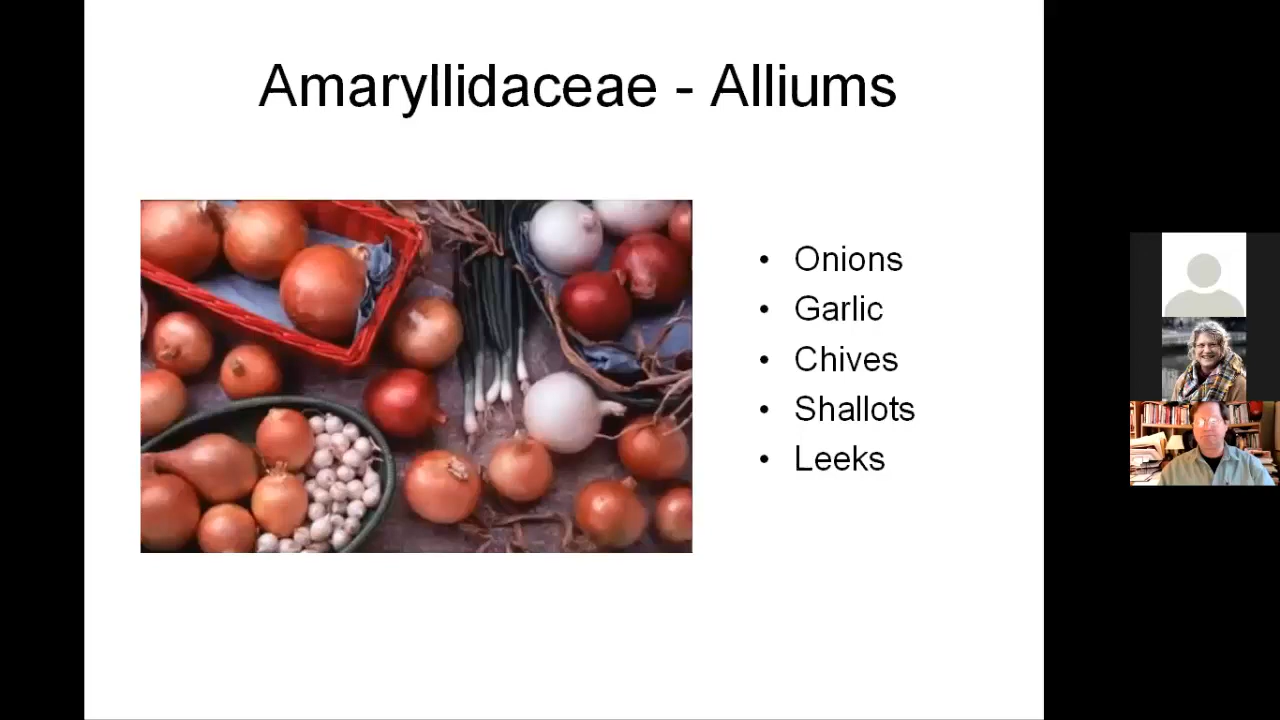 Amaryllidaceae - Alliums
• Onions
• Garlic
• Chives
• Shallots
• Leeks